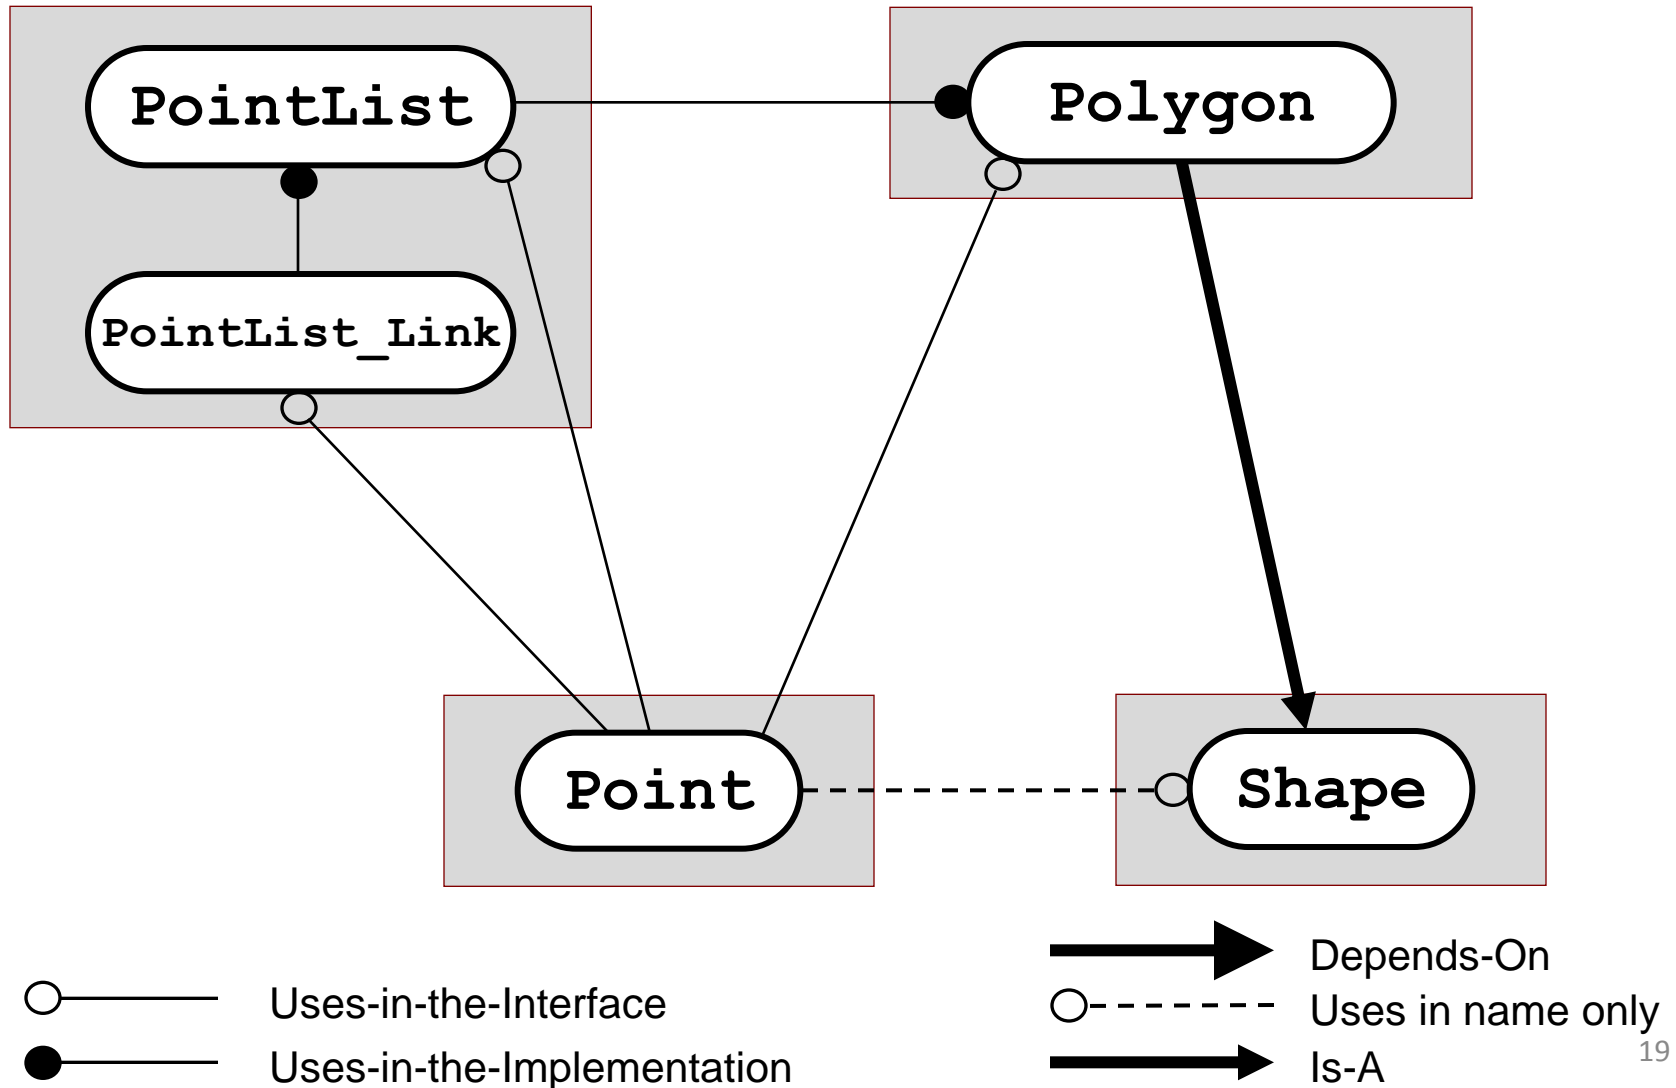 PointList
Polygon
PointList_Link
Point
Shape
Uses-in-the-Interface
Uses-in-the-Implementation
Depends-On
Uses in name only
Is-A
19